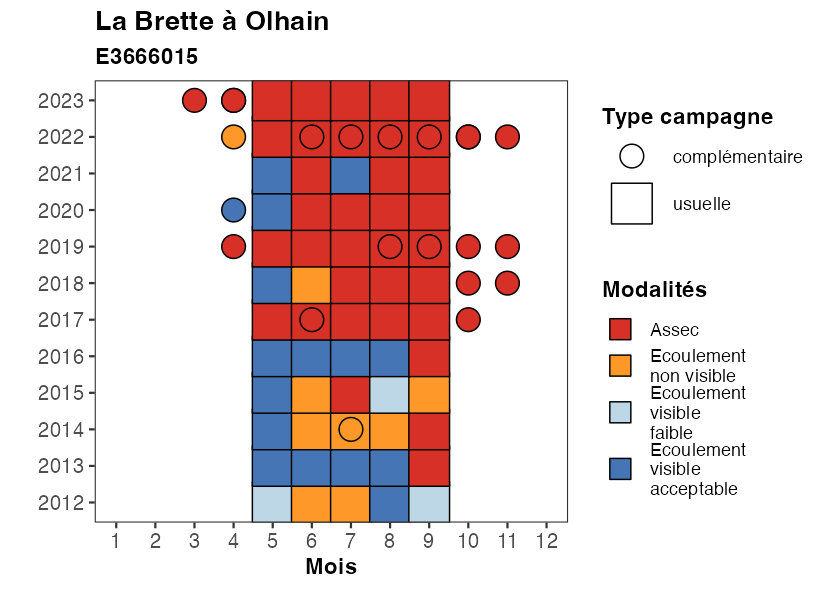 La Brette à Olhain
E3666015
2023
2022
2021
2020
2019
2018
2017
2016
2015
2014
2013
2012
1 2 3 4 5 6 7 8 9 10 11 12
Mois
Type campagne
complémentaire
usuelle
Modalités
Assec
Ecoulement
non visible
Ecoulement
visible
faible
Ecoulement
visible
acceptable